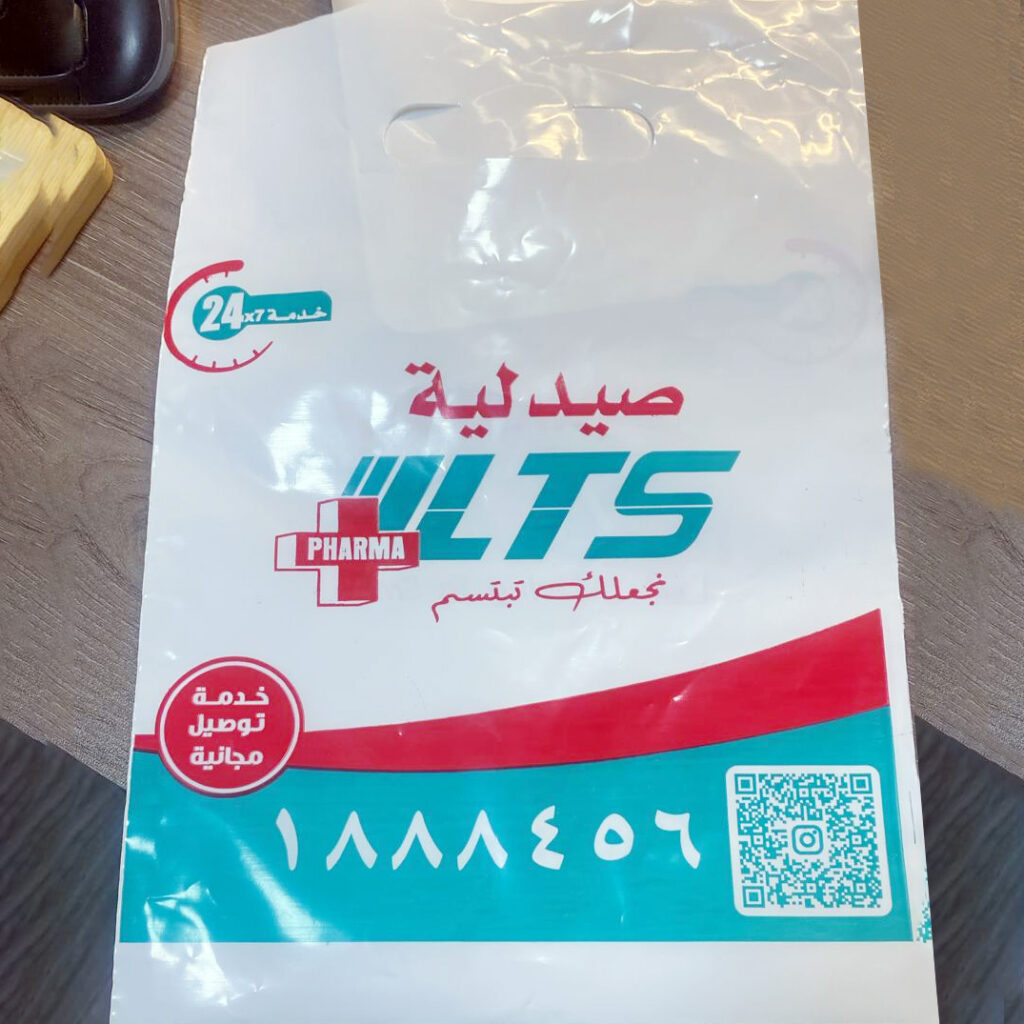 24x7 خدمة
صيدلية
LTS
PHARMA
نجعلك تبتسم
خدمة
توصيل
مجانية
١٨٨٨٤٥٦